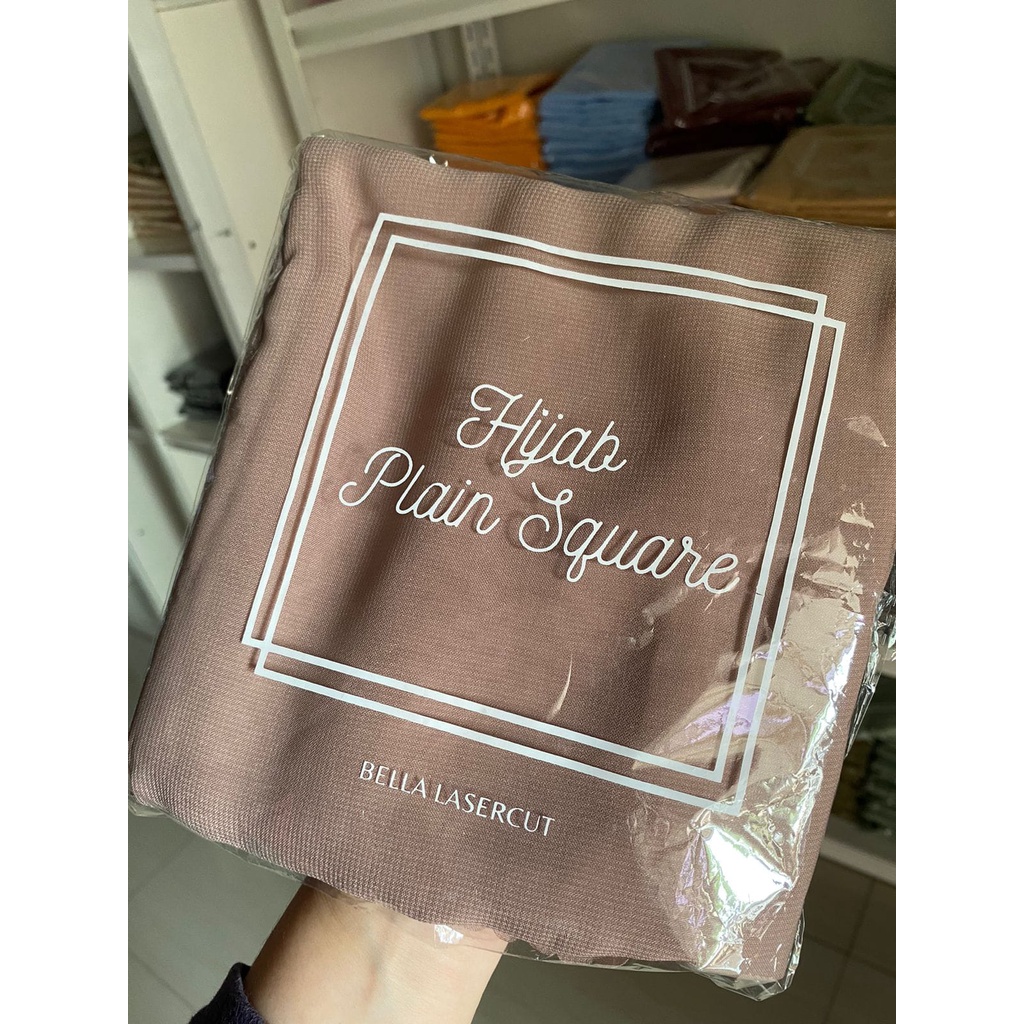 Hijab
Plain Square
BELLA LASERCUT